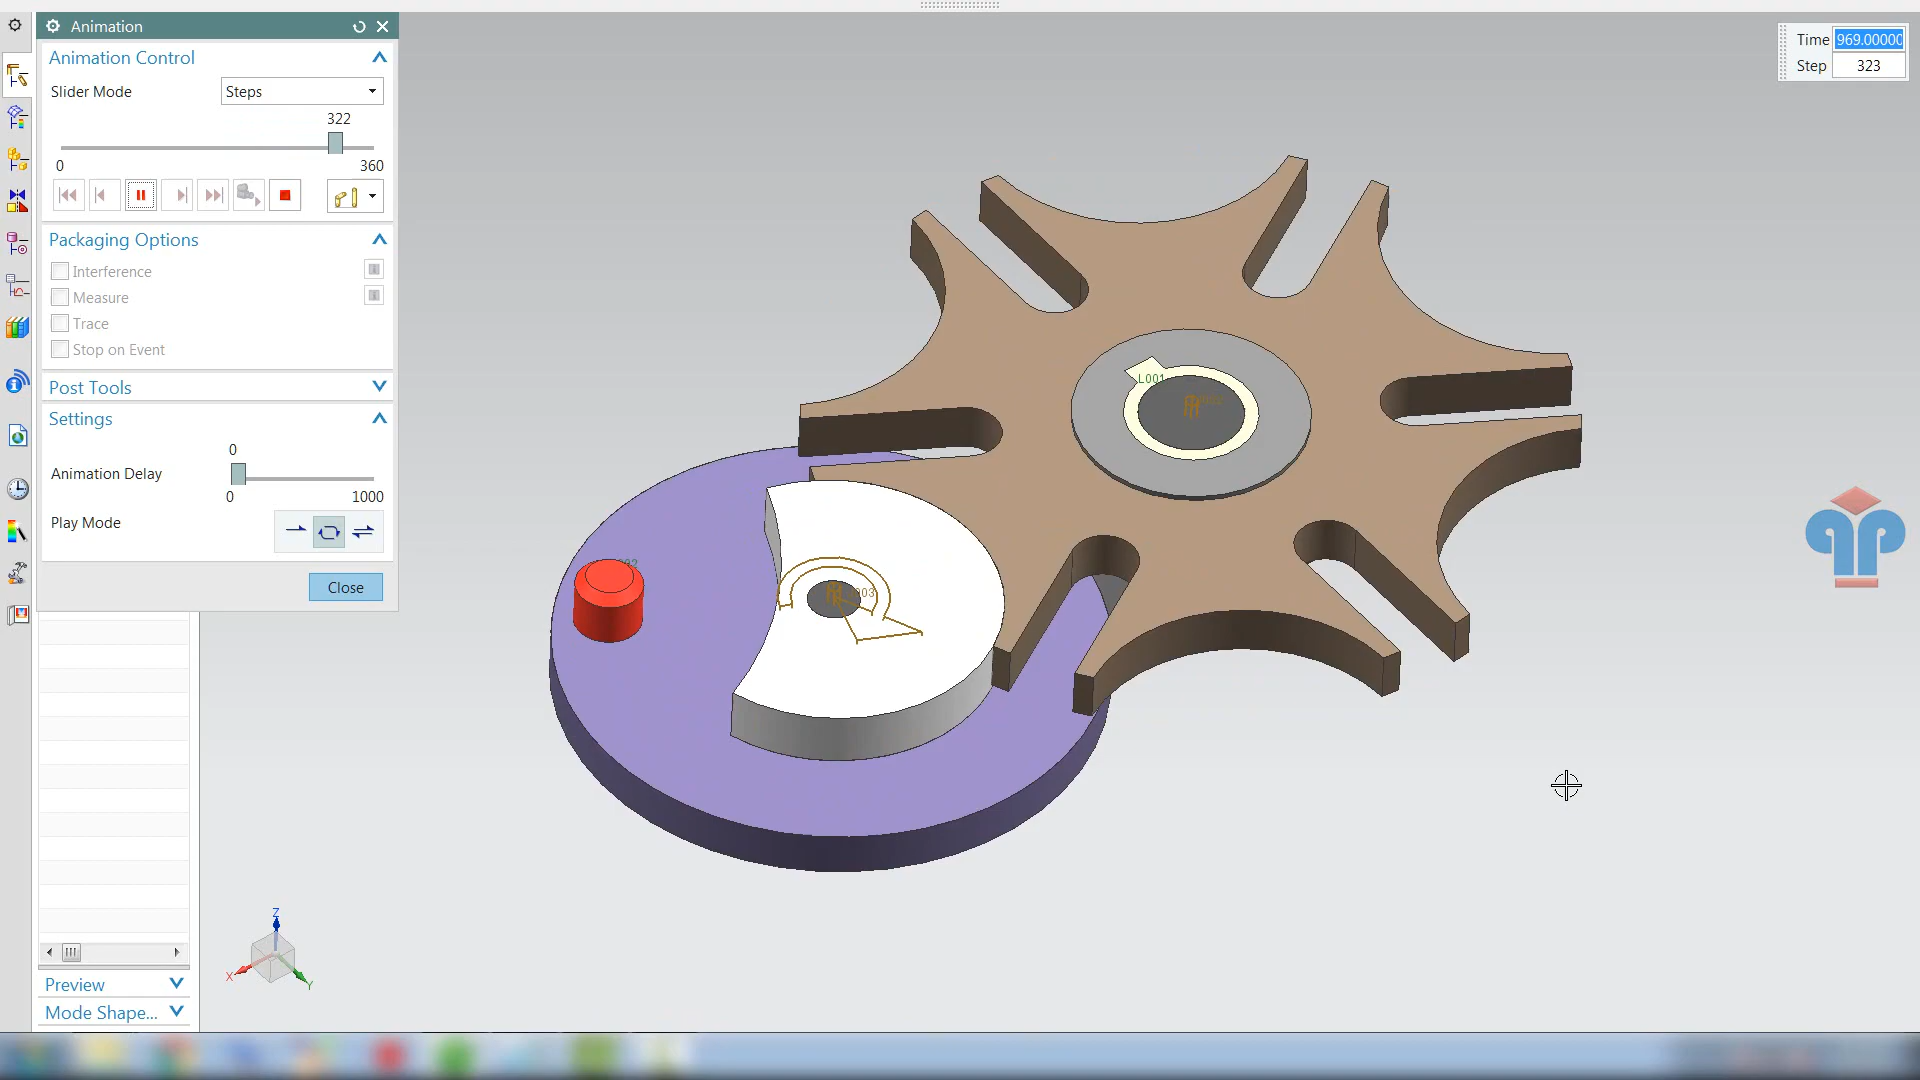 Animation
Time 969.00000
Step 323
Animation Control
Slider Mode Steps
322
0 360
Packaging Options
Interference
Measure
Trace
Stop on Event
Post Tools
Settings
0
Animation Delay
0 1000
Play Mode
Close
L001
Z
X
Y
Preview
Mode Shape...